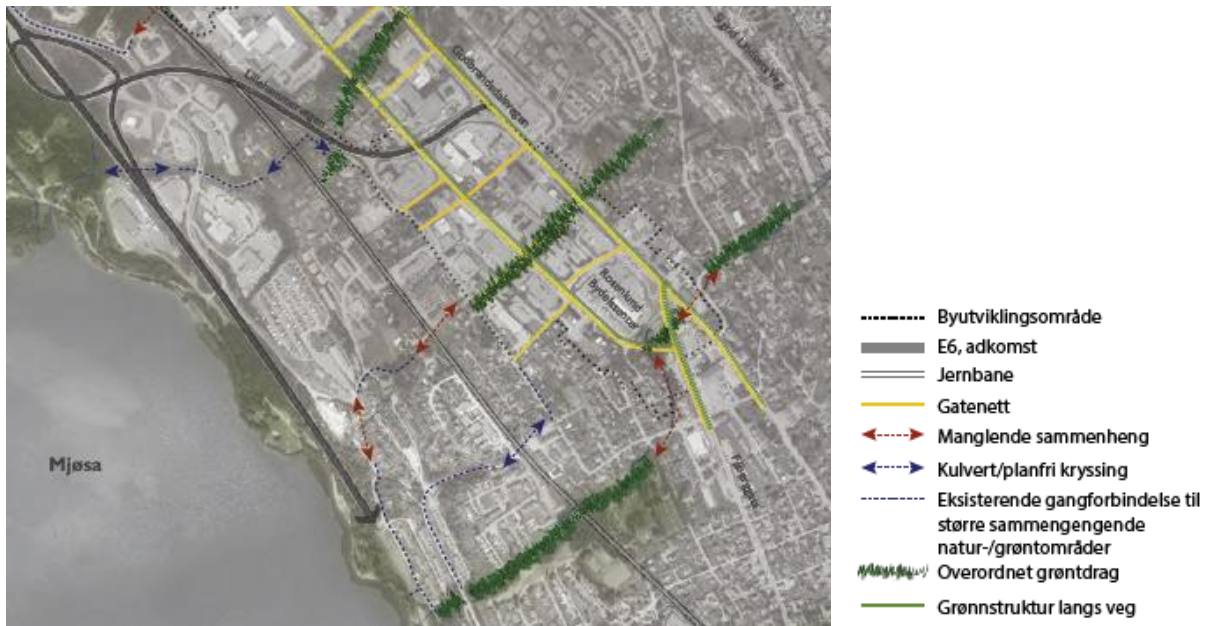 Gudbrandsdalsvegen
Rosenlund
Bydelssenter
Mjøsa
Byutviklingsområde
E6, adkomst
Jernbane
Gatenett
Manglende sammenheng
Kulvert/planfri kryssing
Eksisterende gangforbindelse til
større sammengengende
natur-/grøntområder
Overordnet grøntdrag
Grønnstruktur langs veg